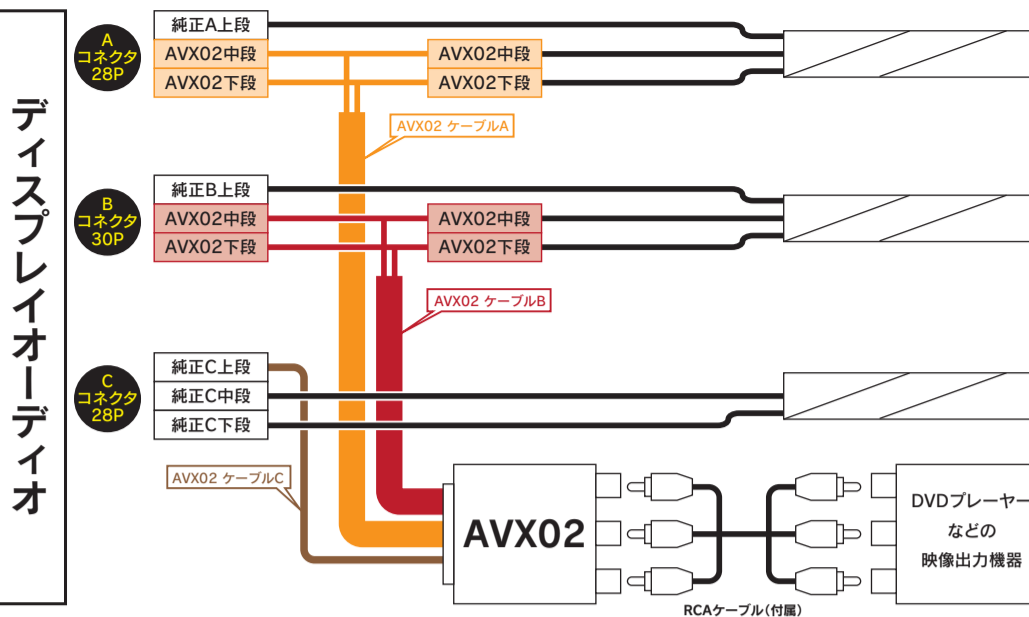 ディスプレイオーディオ
A
コネクタ
28P
純正A上段
AVX02中段
AVX02中段
AVX02下段
AVX02下段
AVX02 ケーブルA
B
コネクタ
30P
純正B上段
AVX02中段
AVX02中段
AVX02下段
AVX02下段
AVX02 ケーブルB
C
コネクタ
28P
純正C上段
純正C中段
純正C下段
AVX02 ケーブルC
AVX02
DVDプレーヤー
などの
映像出力機器
RCAケーブル(付属)